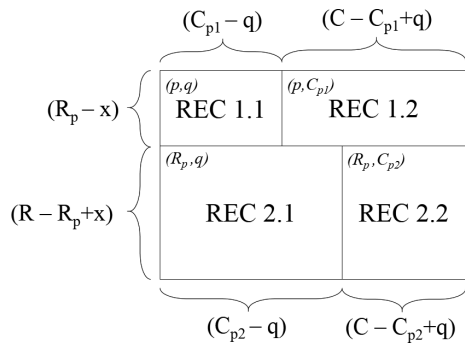 (C_p1 – q) (C – C_p1+q)
(p,q) (p,C_p1)
(R_p – x) REC 1.1 REC 1.2
(R_p,q) (R_p,C_p2)
(R – R_p+x) REC 2.1 REC 2.2
(C_p2 – q) (C – C_p2+q)